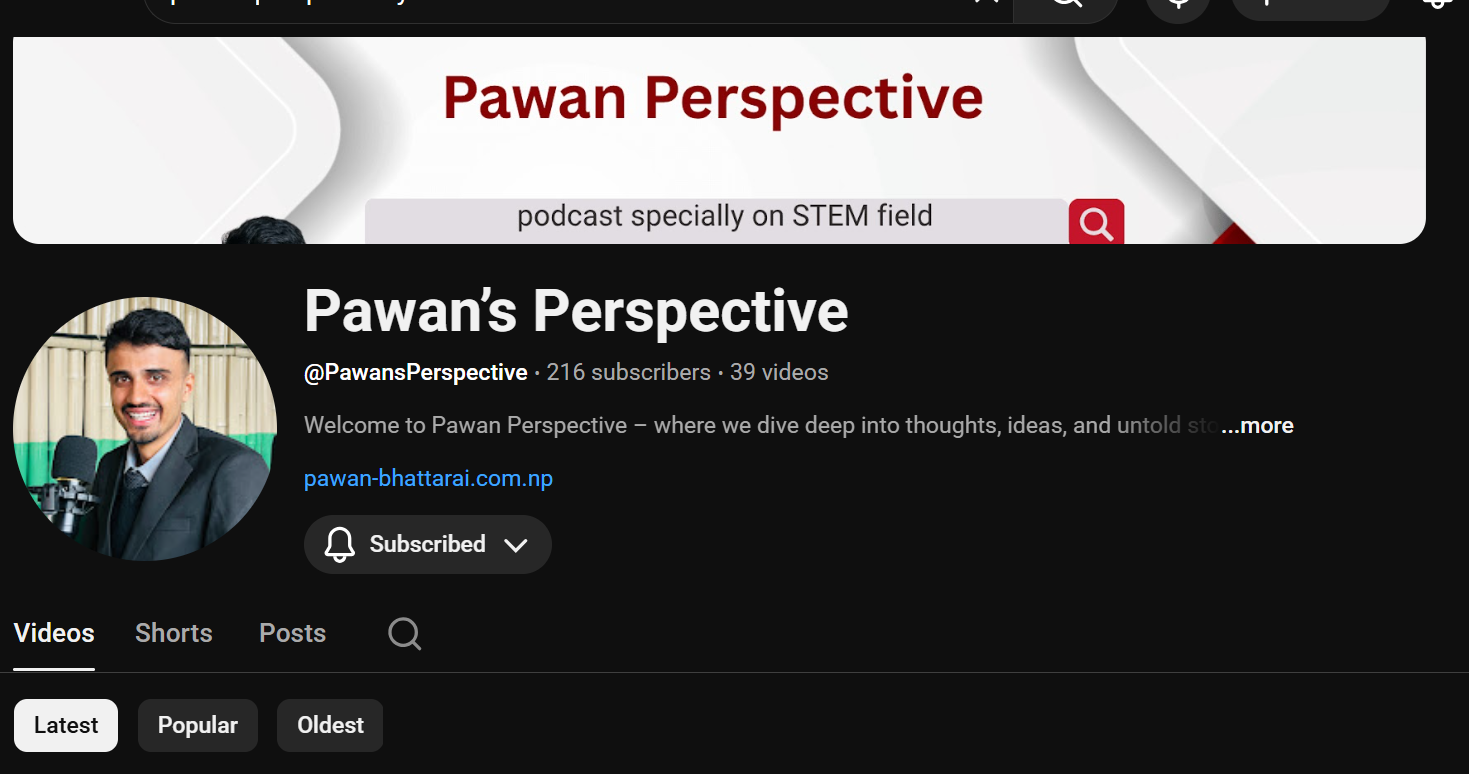 Pawan Perspective
podcast specially on STEM field
Pawan’s Perspective
@PawansPerspective · 216 subscribers · 39 videos
Welcome to Pawan Perspective – where we dive deep into thoughts, ideas, and untold ...more
pawan-bhattarai.com.np
Subscribed
Videos Shorts Posts
Latest Popular Oldest